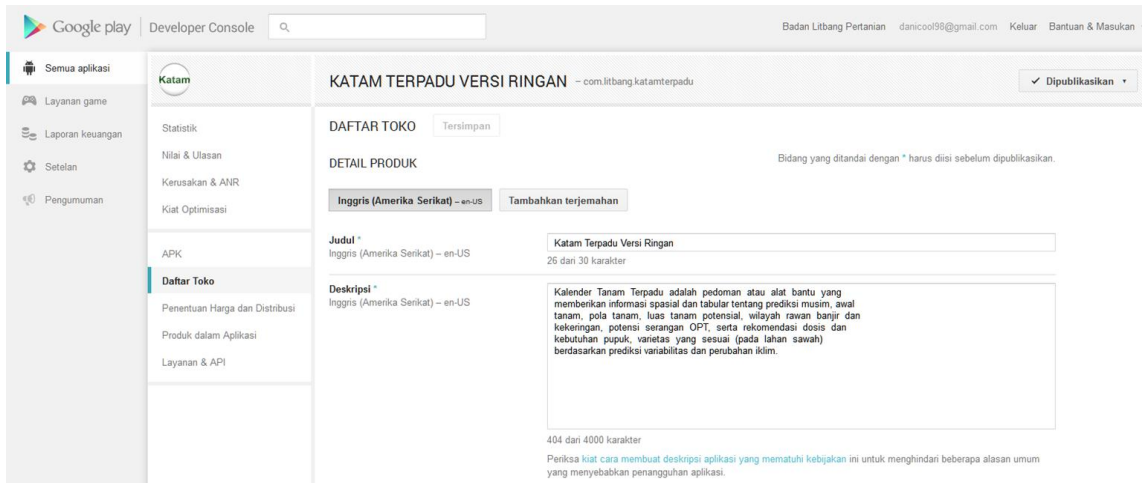 Google play Developer Console
Badan Litbang Pertanian danicool98@gmail.com Keluar Bantuan & Masukan
Semua aplikasi
Layanan game
Laporan keuangan
Setelan
Pengumuman
Katam
Statistik
Nilai & Ulasan
Kerusakan & ANR
Kiat Optimisasi
APK
Daftar Toko
Penentuan Harga dan Distribusi
Produk dalam Aplikasi
Layanan & API
KATAM TERPADU VERSI RINGAN – com.litbang.katamterpadu
Dipublikasikan
DAFTAR TOKO Tersimpan
DETAIL PRODUK
Bidang yang ditandai dengan * harus diisi sebelum dipublikasikan.
Inggris (Amerika Serikat) – en-US Tambahkan terjemahan
Judul *
Inggris (Amerika Serikat) – en-US
Katam Terpadu Versi Ringan
26 dari 30 karakter
Deskripsi *
Inggris (Amerika Serikat) – en-US
Kalender Tanam Terpadu adalah pedoman atau alat bantu yang
memberikan informasi spasial dan tabular tentang prediksi musim, awal
tanam, pola tanam, luas tanam potensial, wilayah rawan banjir dan
kekeringan, potensi serangan OPT, serta rekomendasi dosis dan
kebutuhan pupuk, varietas yang sesuai (pada lahan sawah)
berdasarkan prediksi variabilitas dan perubahan iklim.
404 dari 4000 karakter
Periksa kiat cara membuat deskripsi aplikasi yang mematuhi kebijakan ini untuk menghindari beberapa alasan umum
yang menyebabkan penangguhan aplikasi.